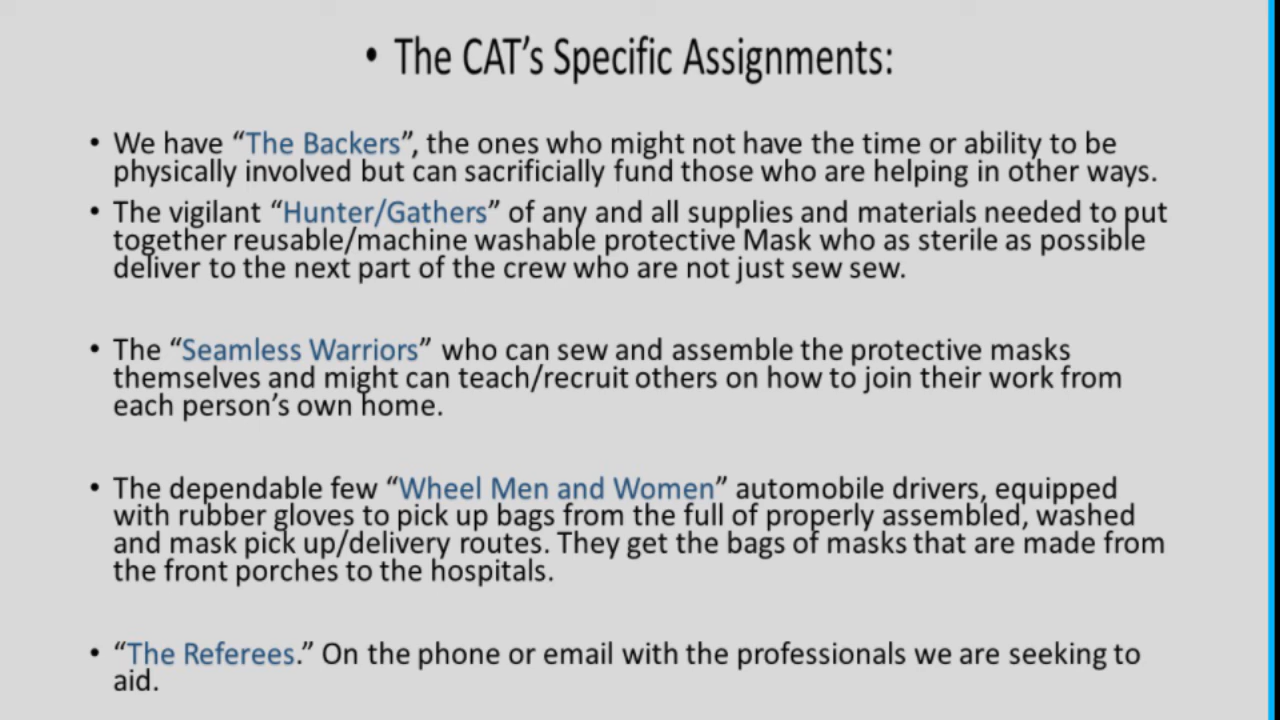 • The CAT’s Specific Assignments:
• We have “The Backers”, the ones who might not have the time or ability to be
physically involved but can sacrificially fund those who are helping in other ways.
• The vigilant “Hunter/Gathers” of any and all supplies and materials needed to put
together reusable/machine washable protective Mask who as sterile as possible
deliver to the next part of the crew who are not just sew sew.
• The “Seamless Warriors” who can sew and assemble the protective masks
themselves and might can teach/recruit others on how to join their work from
each person’s own home.
• The dependable few “Wheel Men and Women” automobile drivers, equipped
with rubber gloves to pick up bags from the full of properly assembled, washed
and mask pick up/delivery routes. They get the bags of masks that are made from
the front porches to the hospitals.
• “The Referees.” On the phone or email with the professionals we are seeking to
aid.